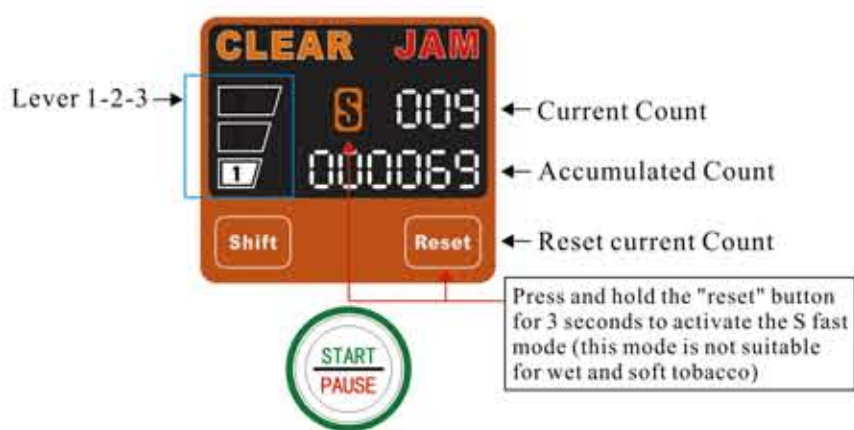 CLEAR JAM
Lever 1-2-3
S 009
Current Count
1 000069
Accumulated Count
Shift Reset
Reset current Count
Press and hold the "reset" button
for 3 seconds to activate the S fast
mode (this mode is not suitable
for wet and soft tobacco)
START
PAUSE